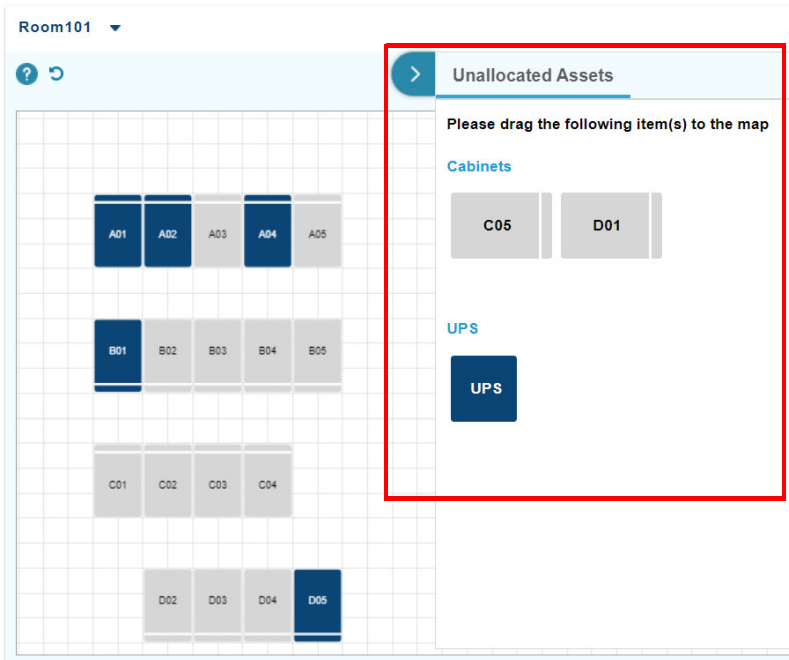 Room101
?
Unallocated Assets
Please drag the following item(s) to the map
Cabinets
C05 D01
UPS
UPS
A01 A02 A03 A04 A05
B01 B02 B03 B04 B05
C01 C02 C03 C04
D02 D03 D04 D05